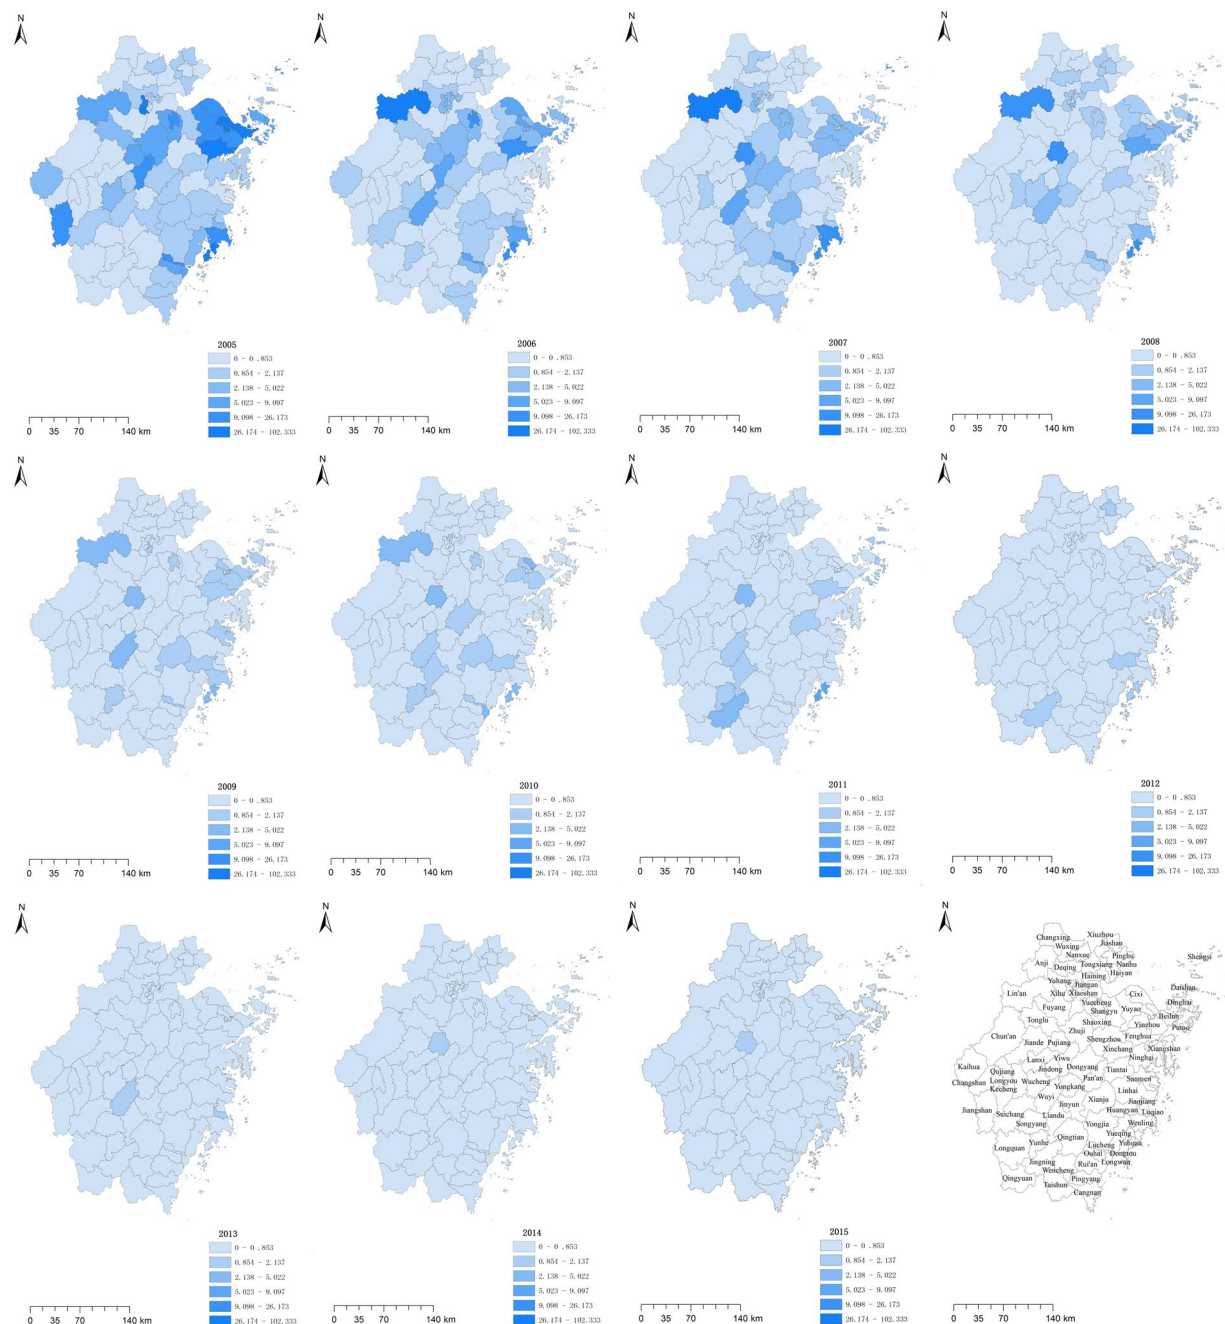 N
N
N
N
2005
0 - 0 .853
0.854 - 2.137
2.138 - 5.022
5.023 - 9.097
9.098 - 26.173
26.174 - 102.333
0 35 70 140 km
2006
0 - 0 .853
0.854 - 2.137
2.138 - 5.022
5.023 - 9.097
9.098 - 26.173
26.174 - 102.333
0 35 70 140 km
2007
0 - 0 .853
0.854 - 2.137
2.138 - 5.022
5.023 - 9.097
9.098 - 26.173
26.174 - 102.333
0 35 70 140 km
2008
0 - 0 .853
0.854 - 2.137
2.138 - 5.022
5.023 - 9.097
9.098 - 26.173
26.174 - 102.333
0 35 70 140 km
N
N
N
N
2009
0 - 0 .853
0.854 - 2.137
2.138 - 5.022
5.023 - 9.097
9.098 - 26.173
26.174 - 102.333
0 35 70 140 km
2010
0 - 0 .853
0.854 - 2.137
2.138 - 5.022
5.023 - 9.097
9.098 - 26.173
26.174 - 102.333
0 35 70 140 km
2011
0 - 0 .853
0.854 - 2.137
2.138 - 5.022
5.023 - 9.097
9.098 - 26.173
26.174 - 102.333
0 35 70 140 km
2012
0 - 0 .853
0.854 - 2.137
2.138 - 5.022
5.023 - 9.097
9.098 - 26.173
26.174 - 102.333
0 35 70 140 km
N
N
N
N
2013
0 - 0 .853
0.854 - 2.137
2.138 - 5.022
5.023 - 9.097
9.098 - 26.173
26.174 - 102.333
0 35 70 140 km
2014
0 - 0 .853
0.854 - 2.137
2.138 - 5.022
5.023 - 9.097
9.098 - 26.173
26.174 - 102.333
0 35 70 140 km
2015
0 - 0 .853
0.854 - 2.137
2.138 - 5.022
5.023 - 9.097
9.098 - 26.173
26.174 - 102.333
0 35 70 140 km
Changxing Xiuzhou
Wuxing Jiashan
Nanxue Pinghu
Shengsi
Anji Deqing Tongxiang Nanhu
Haining Haiyan
Yuhang Jiangan
Daishan
Lin'an Xihu Xiaoshan Cixi
Yuecheng Dinghai
Fuyang Shangyu Yuyao
Beilun
Tonglu Shaoxing Yinzhou Putuo
Zhuji
Chun'an Jiande Pujiang Shengzhou Fenghua
Xinchang Xiangshan
Lanxi Yiwu Ninghai
Kaihua Qujiang Jindong Dongyang Tiantai
Changshan Longyou Wucheng Pan'an Sanmen
Kecheng Yongkang
Wuyi Xianju Linhai
Jiangshan Jinyun Jiaojiang
Suichang Liandu Huangyan Luqiao
Songyang Yongjia Wenling
Qingtian Yueqing
Longquan Yunhe Lucheng Yuhuan
Ouhai Dongtou
Jingning Rui'an Longwan
Wencheng
Qingyuan Taishun Pingyang
Cangnan
0 35 70 140 km